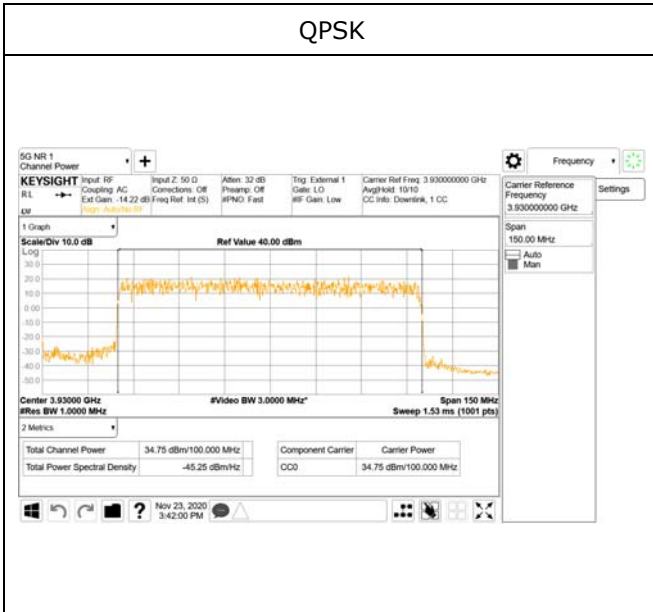 QPSK
5G NR 1
Channel Power
Frequency
KEYSIGHT
Input: RF
Input Z: 50 Ω
Atten: 32 dB
Trig: External 1
Carrier Ref Freq: 3.930000000 GHz
RL
Coupling: AC
Corrections: Off
Preamp: Off
Gate: LO
Avg|Hold: 10/10
Ext Gain: -14.22 dB
Freq Ref: Int (S)
#PNO: Fast
#IF Gain: Low
CC Info: Downlink, 1 CC
Align: Auto/No RF
Carrier Reference
Frequency
3.930000000 GHz
Settings
Span
150.00 MHz
Auto
Man
1 Graph
Scale/Div 10.0 dB
Ref Value 40.00 dBm
Log
30.0
20.0
10.0
0.00
-10.0
-20.0
-30.0
-40.0
-50.0
Center 3.93000 GHz
#Video BW 3.0000 MHz*
Span 150 MHz
#Res BW 1.0000 MHz
Sweep 1.53 ms (1001 pts)
2 Metrics
Total Channel Power
34.75 dBm/100.000 MHz
Component Carrier
Carrier Power
Total Power Spectral Density
-45.25 dBm/Hz
CC0
34.75 dBm/100.000 MHz
?
Nov 23, 2020
3:42:00 PM